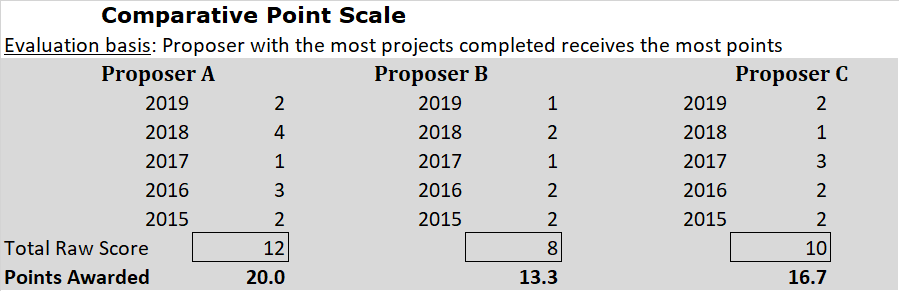 Comparative Point Scale
Evaluation basis: Proposer with the most projects completed receives the most points
Proposer A Proposer B Proposer C
2019 2 2019 1 2019 2
2018 4 2018 2 2018 1
2017 1 2017 1 2017 3
2016 3 2016 2 2016 2
2015 2 2015 2 2015 2
Total Raw Score 12 8 10
Points Awarded 20.0 13.3 16.7